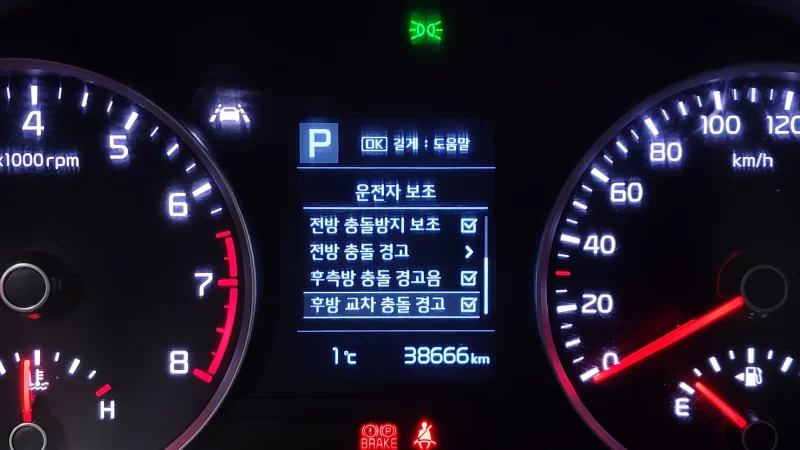 P OK 길게 : 도움말
운전자 보조
전방 충돌방지 보조
전방 충돌 경고
후측방 충돌 경고음
후방 교차 충돌 경고
1℃ 38666km
4
5
6
7
8
x1000 rpm
H
0
20
40
60
80
100
120
km/h
E
BRAKE